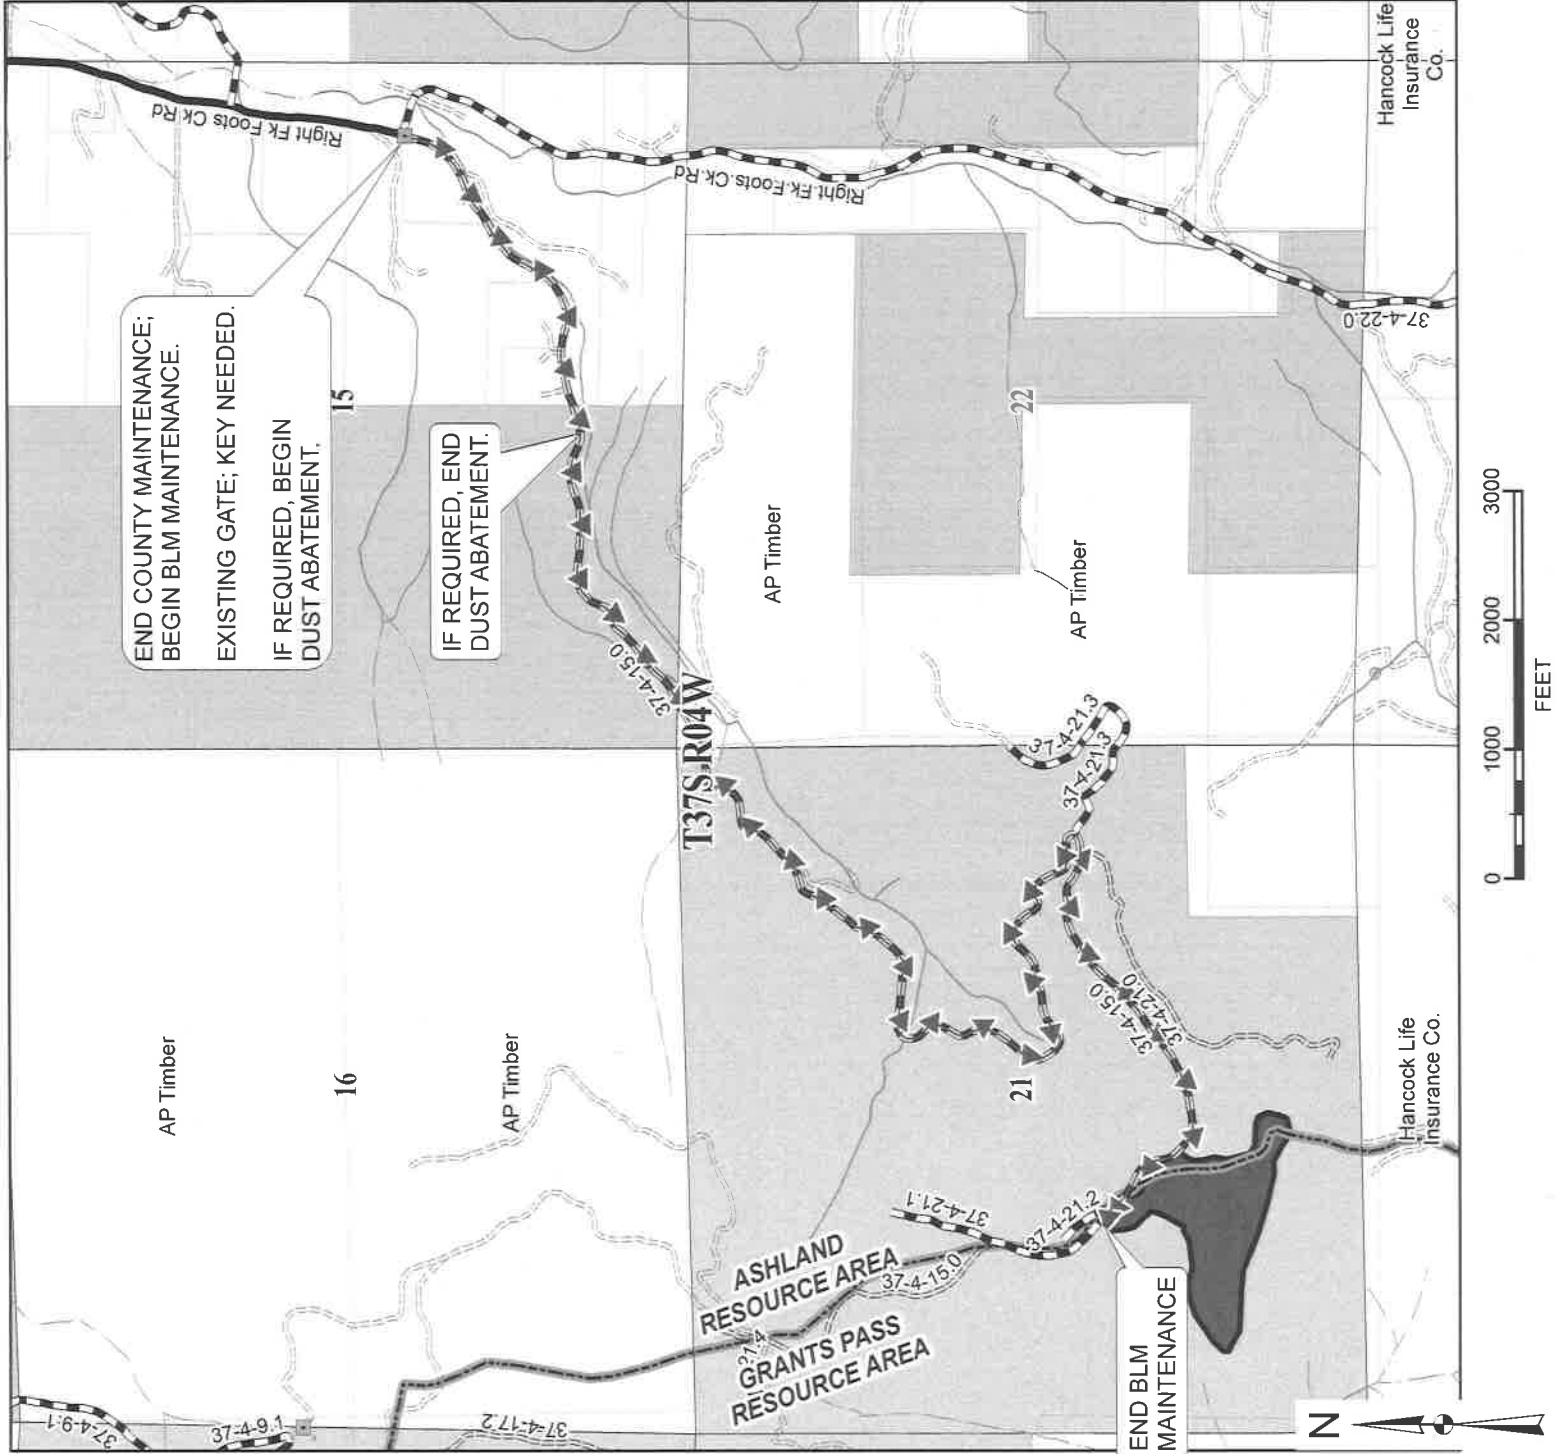 Right Fk Foots Ck Rd
END COUNTY MAINTENANCE;
BEGIN BLM MAINTENANCE.
EXISTING GATE; KEY NEEDED.
IF REQUIRED, BEGIN
DUST ABATEMENT.
15
IF REQUIRED, END
DUST ABATEMENT.
Right Fk Foots Ck Rd
Hancock Life
Insurance
Co.
37-4-22.0
22
AP Timber
AP Timber
37-4-15.0
T37S R04W
37-4-21.3
37-4-21.3
AP Timber
16
AP Timber
21
37-4-15.0
37-4-21.0
37-4-21.1
37-4-21.2
ASHLAND
RESOURCE AREA
37-4-15.0
21.4
GRANTS PASS
RESOURCE AREA
END BLM
MAINTENANCE
37-4-9.1
37-4-9.1
37-4-17.2
Hancock Life
Insurance Co.
0
1000
2000
3000
FEET
N